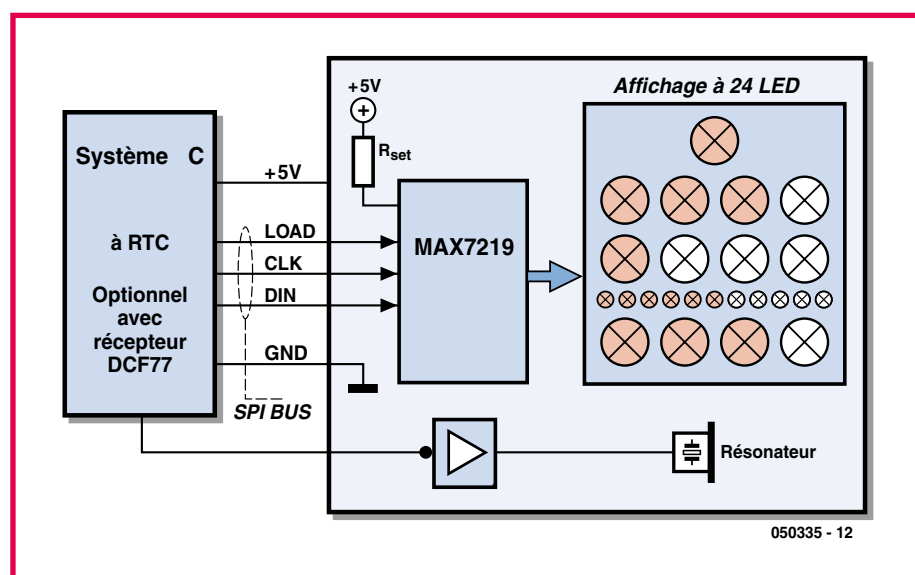 Système C
à RTC
Optionnel
avec
récepteur
DCF77
+5V
LOAD
CLK
DIN
GND
SPI BUS
+5V
Rset
MAX7219
Affichage à 24 LED
Résonateur
050335 - 12